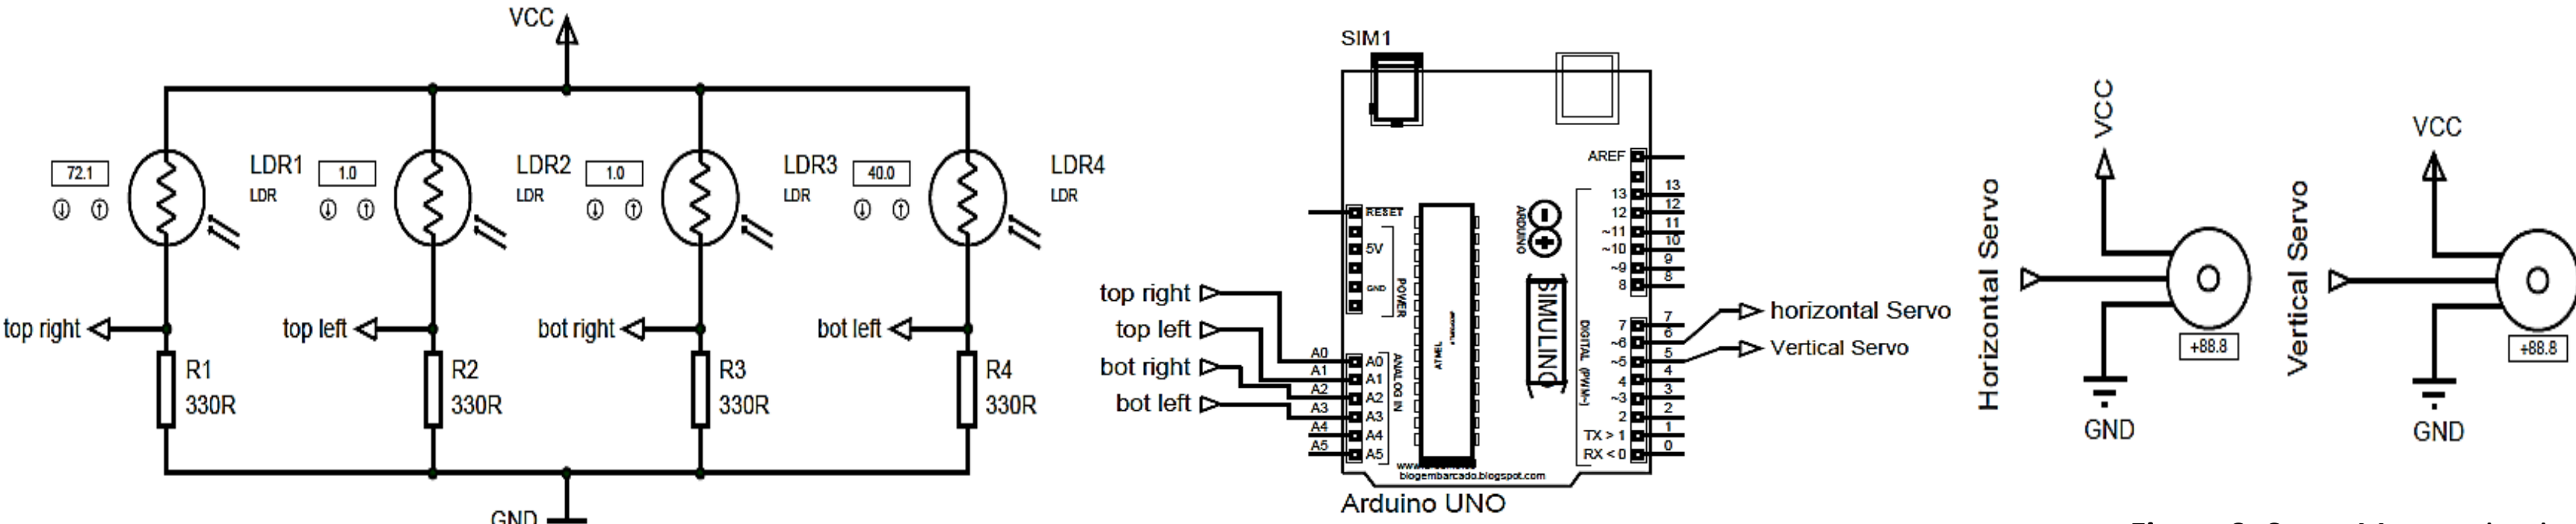 VCC
72.1
LDR1
LDR
1.0
LDR2
LDR
1.0
LDR3
LDR
40.0
LDR4
LDR
top right
top left
bot right
bot left
R1
330R
R2
330R
R3
330R
R4
330R
GND
SIM1
RESET
5V
GND
POWER
top right
top left
bot right
bot left
A0
A1
A2
A3
A4
A5
A0
A1
A2
A3
A4
A5
ANALOG IN
ATMEL
ARDUINO
SIMULINO
blogembarcado.blogspot.com
Arduino UNO
AREF
13
12
~11
~10
~9
8
7
~6
~5
4
~3
2
TX > 1
RX < 0
DIGITAL (PWM~)
13
12
11
10
9
8
7
6
5
4
3
2
1
0
horizontal Servo
Vertical Servo
Horizontal Servo
VCC
+88.8
GND
Vertical Servo
VCC
+88.8
GND